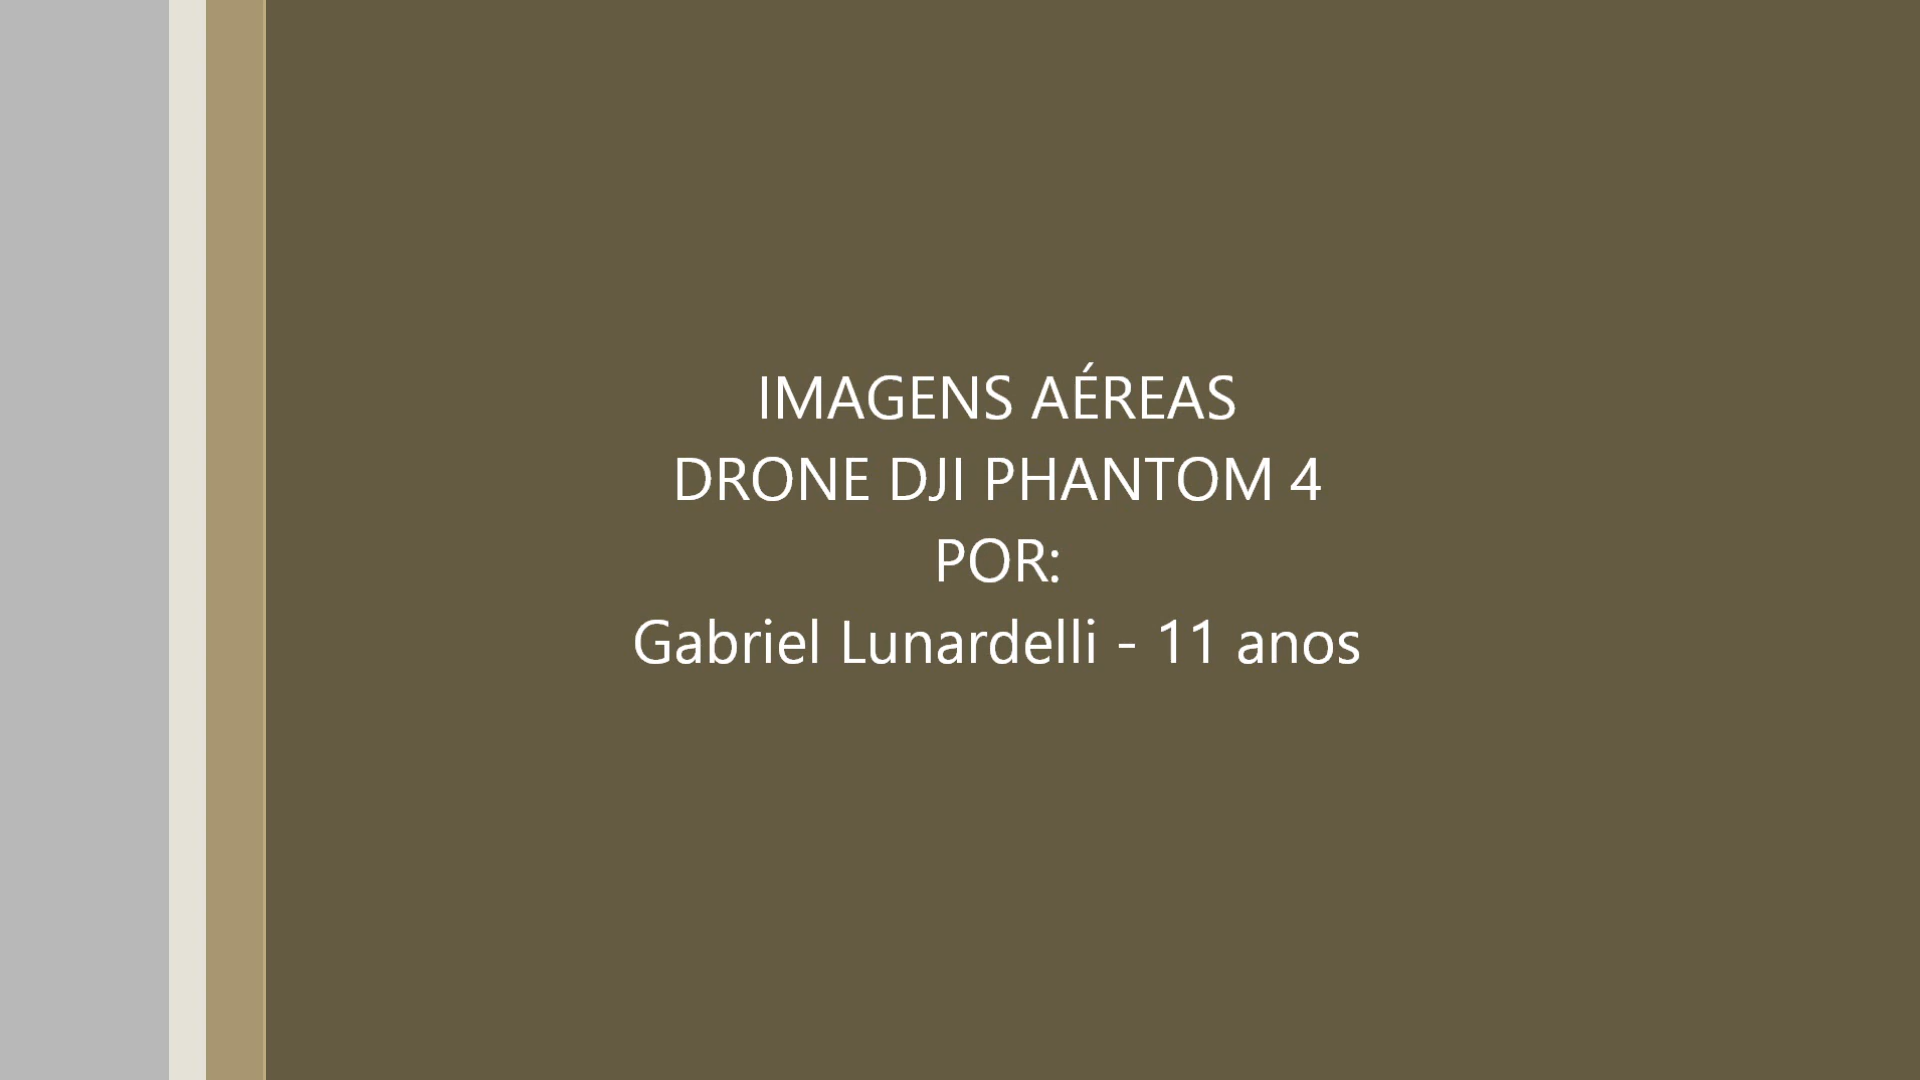 IMAGENS AÉREAS
DRONE DJI PHANTOM 4
POR:
Gabriel Lunardelli - 11 anos